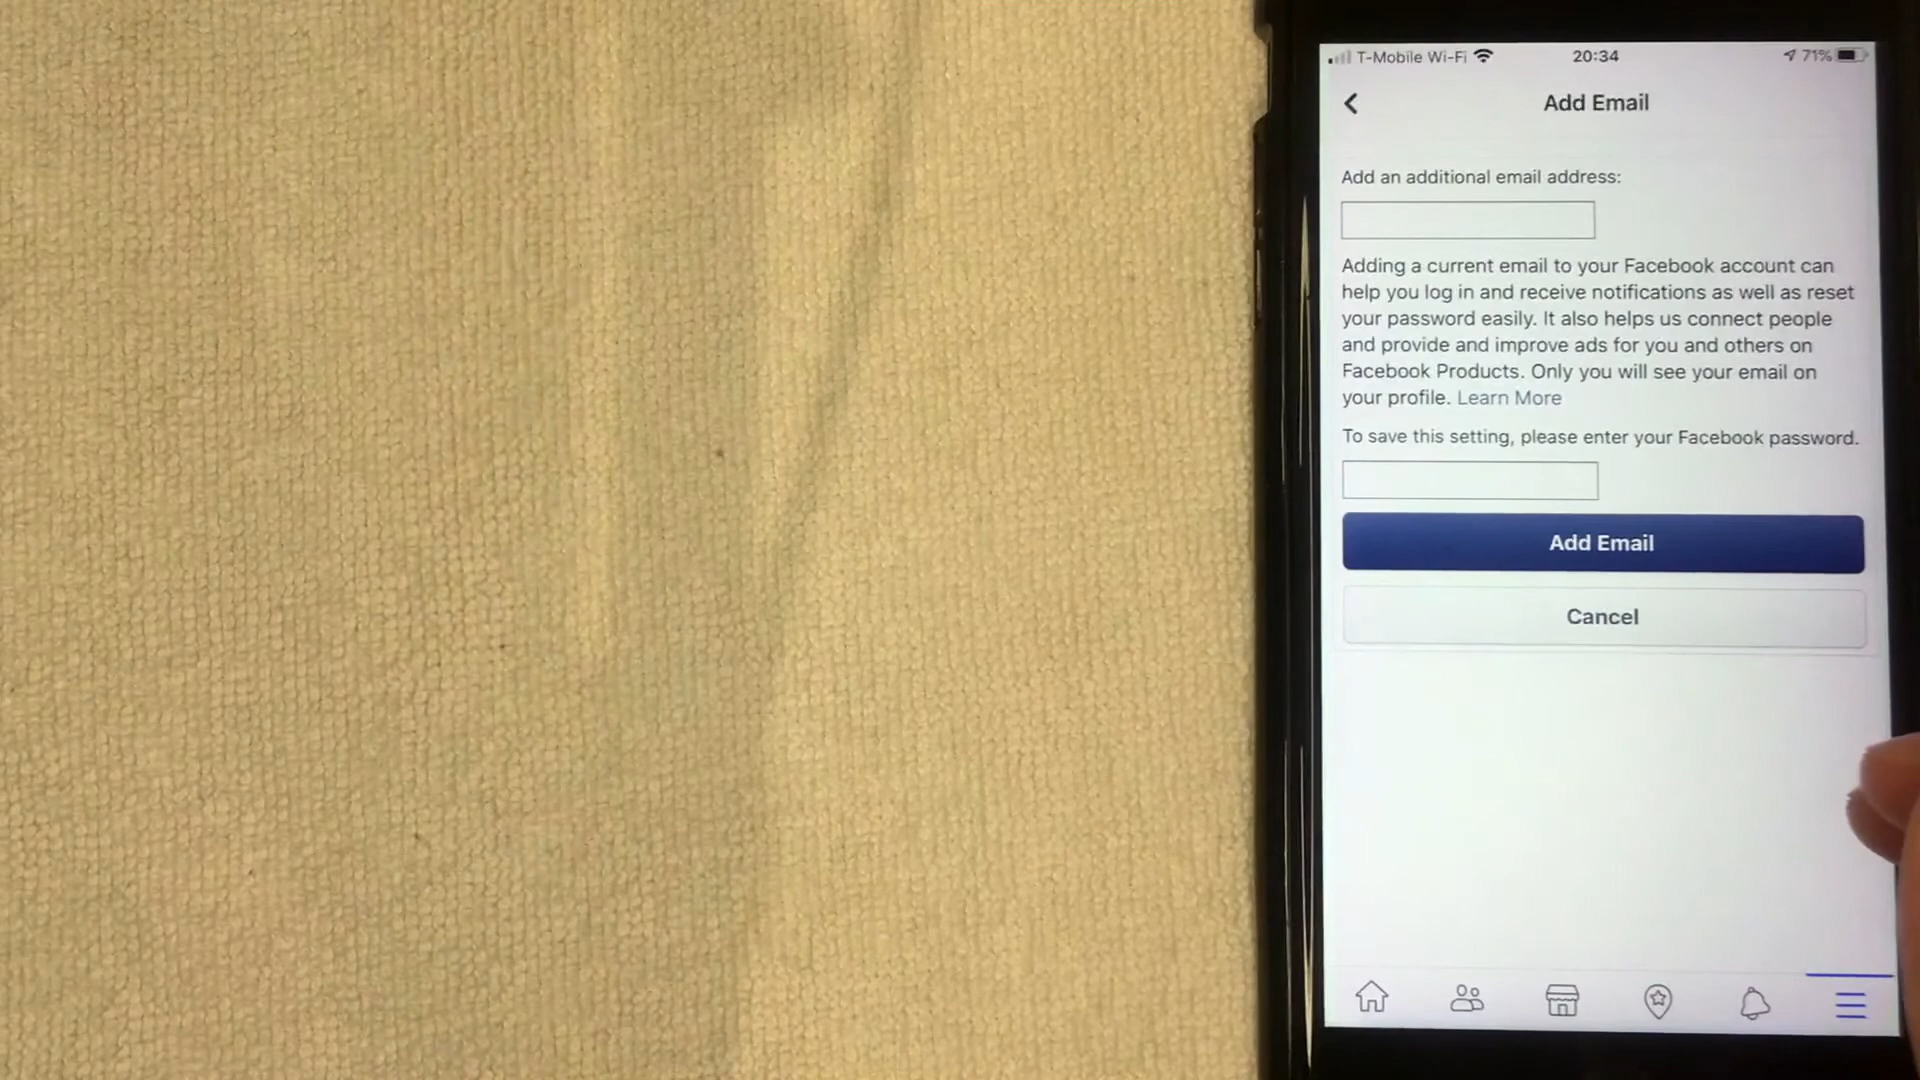 T-Mobile Wi-Fi 20:34 71%
Add Email
Add an additional email address:
Adding a current email to your Facebook account can
help you log in and receive notifications as well as reset
your password easily. It also helps us connect people
and provide and improve ads for you and others on
Facebook Products. Only you will see your email on
your profile. Learn More
To save this setting, please enter your Facebook password.
Add Email
Cancel